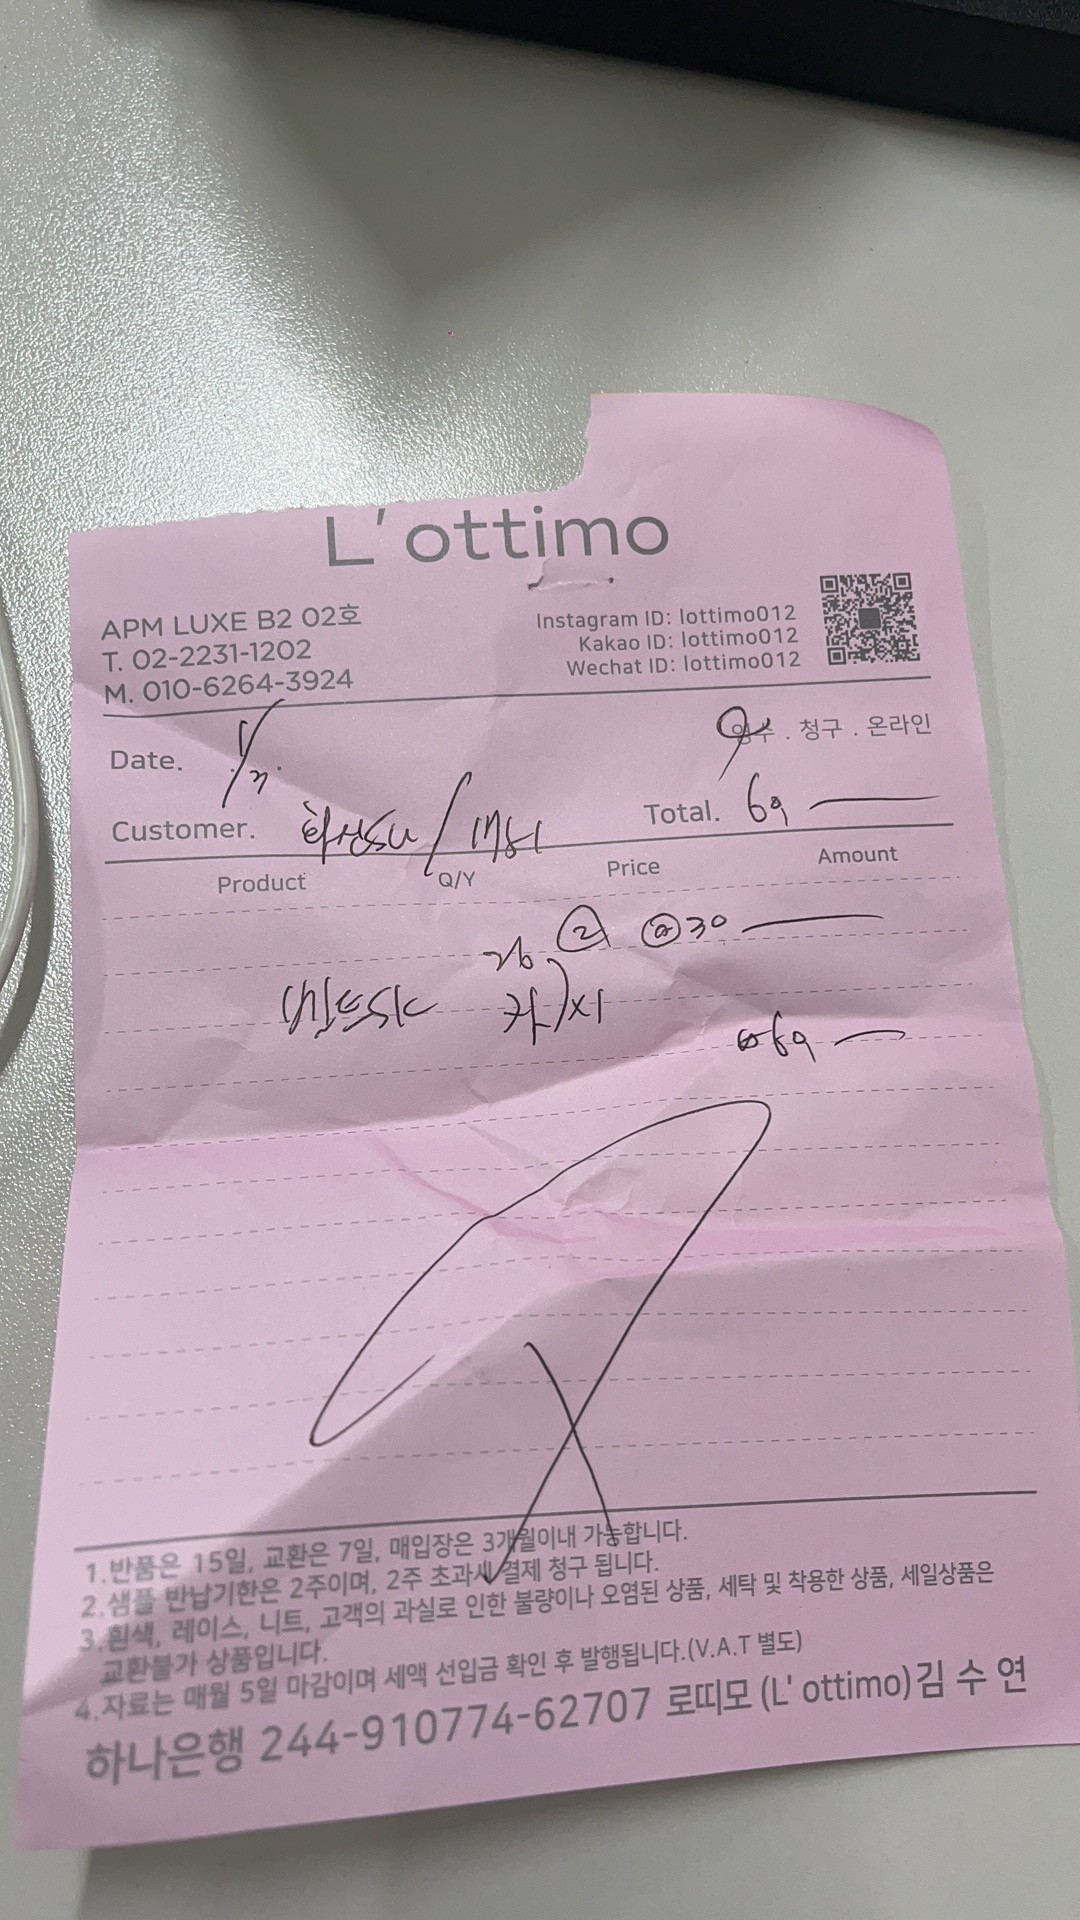 L'ottimo
APM LUXE B2 02호
T. 02-2231-1202
M. 010-6264-3924
Instagram ID: lottimo012
Kakao ID: lottimo012
Wechat ID: lottimo012
Date.
영수 . 청구 . 온라인
Customer.
Total. 69
Product Q/Y Price Amount
26 ② @30
69
1.반품은 15일, 교환은 7일, 매입장은 3개월이내 가능합니다.
2.샘플 반납기한은 2주이며, 2주 초과시 결제 청구 됩니다.
3.흰색, 레이스, 니트, 고객의 과실로 인한 불량이나 오염된 상품, 세탁 및 착용한 상품, 세일상품은
교환불가 상품입니다.
4.자료는 매월 5일 마감이며 세액 선입금 확인 후 발행됩니다.(V.A.T 별도)
하나은행 244-910774-62707 로띠모 (L'ottimo) 김 수 연